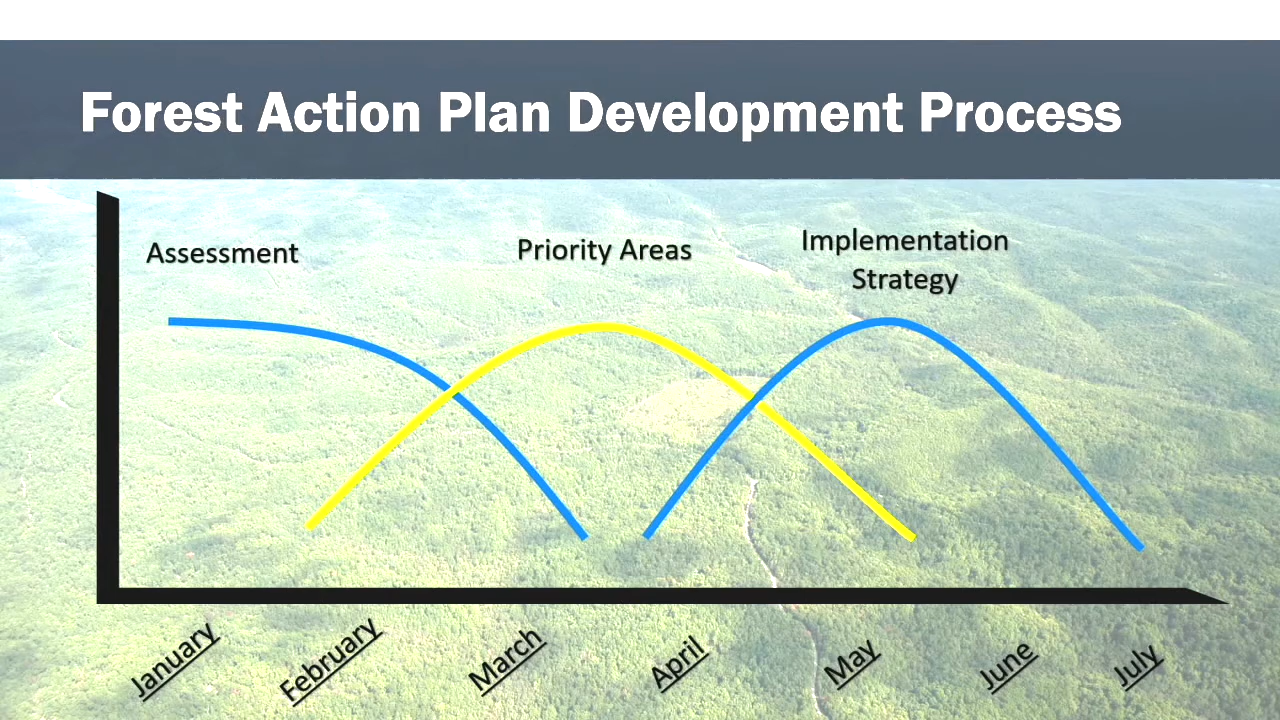 Forest Action Plan Development Process
Assessment
Priority Areas
Implementation
Strategy
January
February
March
April
May
June
July